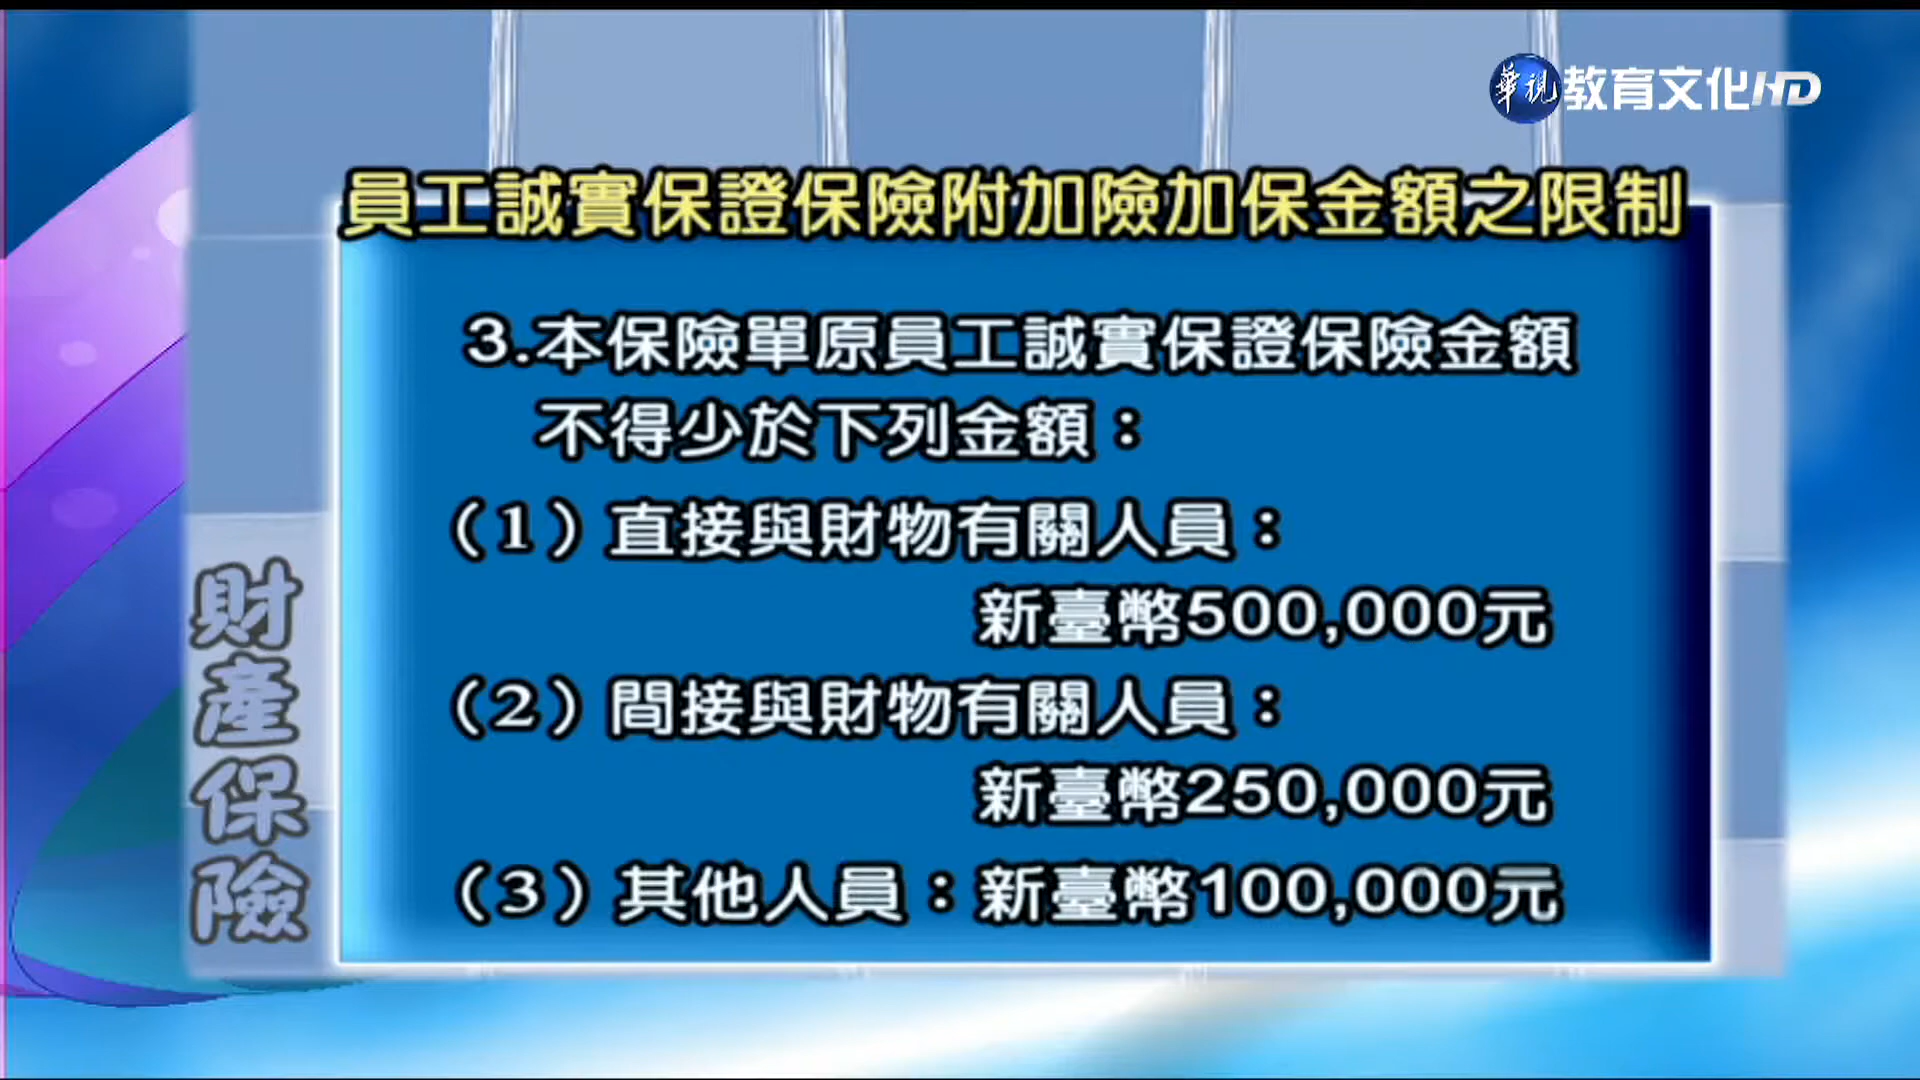 華視 教育文化HD
員工誠實保證保險附加險加保金額之限制
3.本保險單原員工誠實保證保險金額
不得少於下列金額：
（1）直接與財物有關人員：
新臺幣500,000元
（2）間接與財物有關人員：
新臺幣250,000元
（3）其他人員：新臺幣100,000元
財產保險